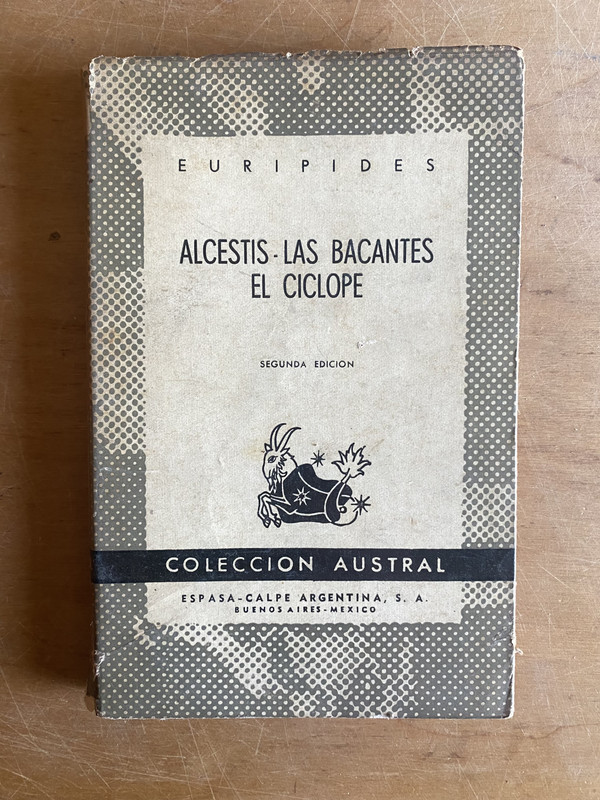 EURIPIDES
ALCESTIS - LAS BACANTES
EL CICLOPE
SEGUNDA EDICION
COLECCION AUSTRAL
ESPASA-CALPE ARGENTINA, S. A.
BUENOS AIRES-MEXICO